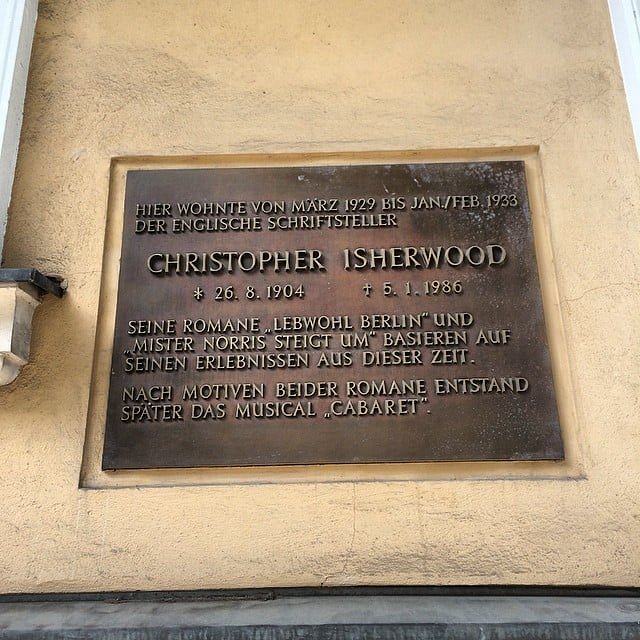 HIER WOHNTE VON MÄRZ 1929 BIS JAN./FEB. 1933
DER ENGLISCHE SCHRIFTSTELLER
CHRISTOPHER ISHERWOOD
* 26. 8. 1904 † 5. 1. 1986
SEINE ROMANE „LEBWOHL BERLIN" UND
„MISTER NORRIS STEIGT UM" BASIEREN AUF
SEINEN ERLEBNISSEN AUS DIESER ZEIT.
NACH MOTIVEN BEIDER ROMANE ENTSTAND
SPÄTER DAS MUSICAL „CABARET".